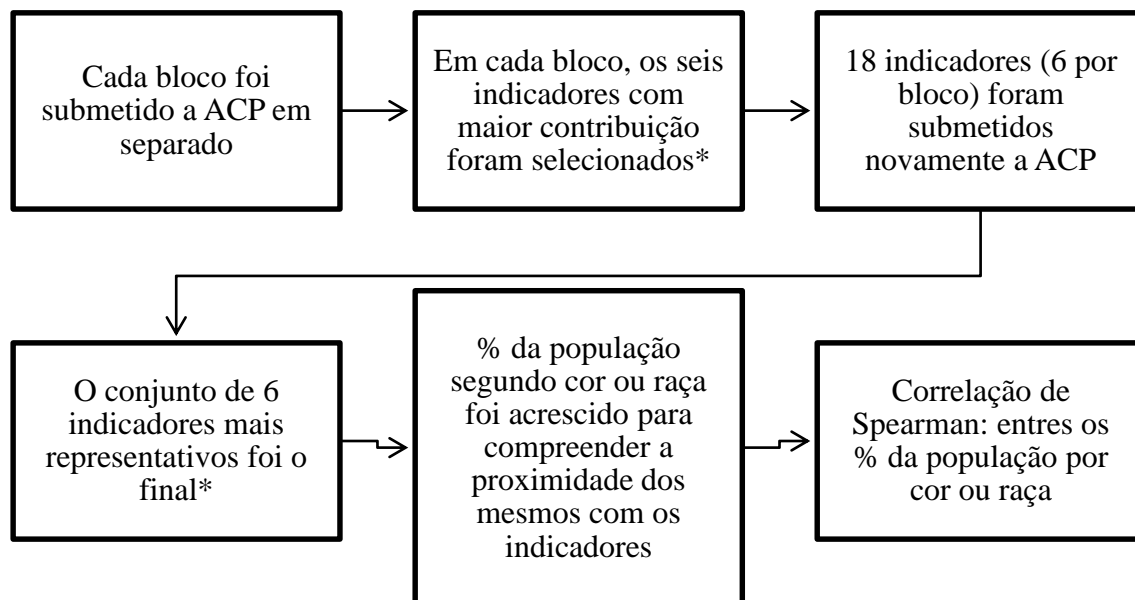 Cada bloco foi
submetido a ACP em
separado
Em cada bloco, os seis
indicadores com
maior contribuição
foram selecionados*
18 indicadores (6 por
bloco) foram
submetidos
novamente a ACP
O conjunto de 6
indicadores mais
representativos foi o
final*
% da população
segundo cor ou raça
foi acrescido para
compreender a
proximidade dos
mesmos com os
indicadores
Correlação de
Spearman: entres os
% da população por
cor ou raça